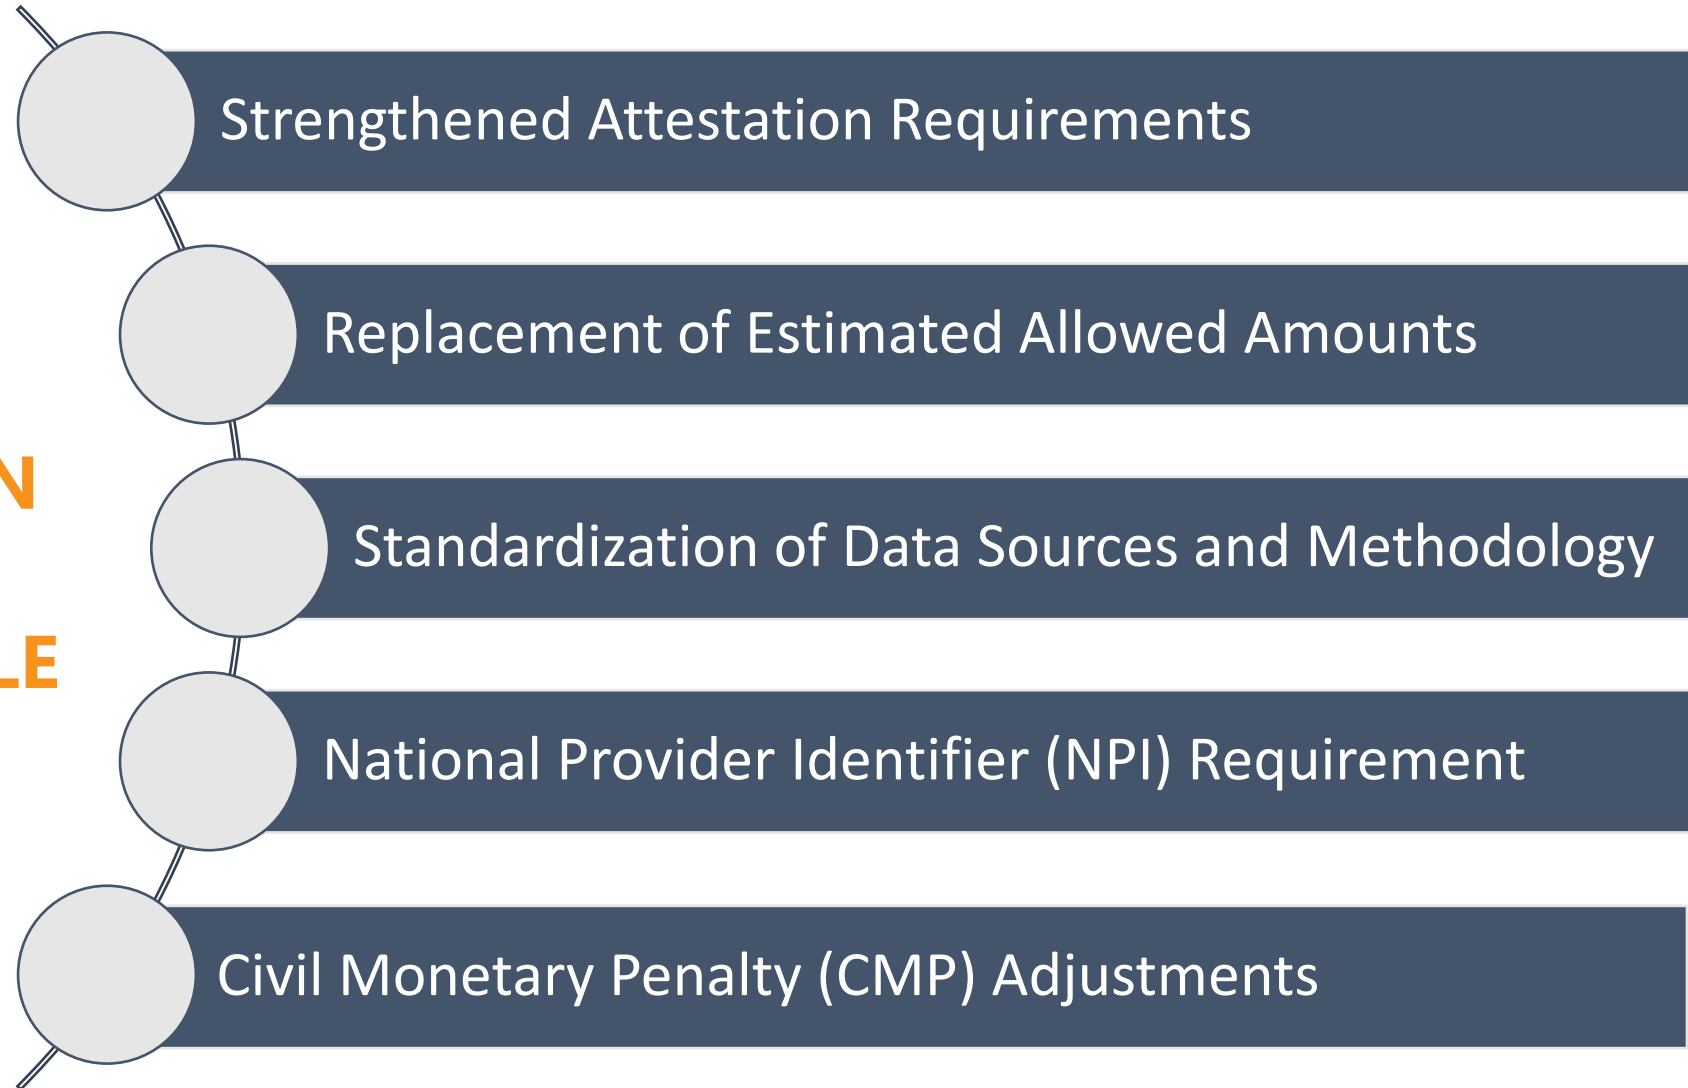 Strengthened Attestation Requirements
Replacement of Estimated Allowed Amounts
N
Standardization of Data Sources and Methodology
LE
National Provider Identifier (NPI) Requirement
Civil Monetary Penalty (CMP) Adjustments